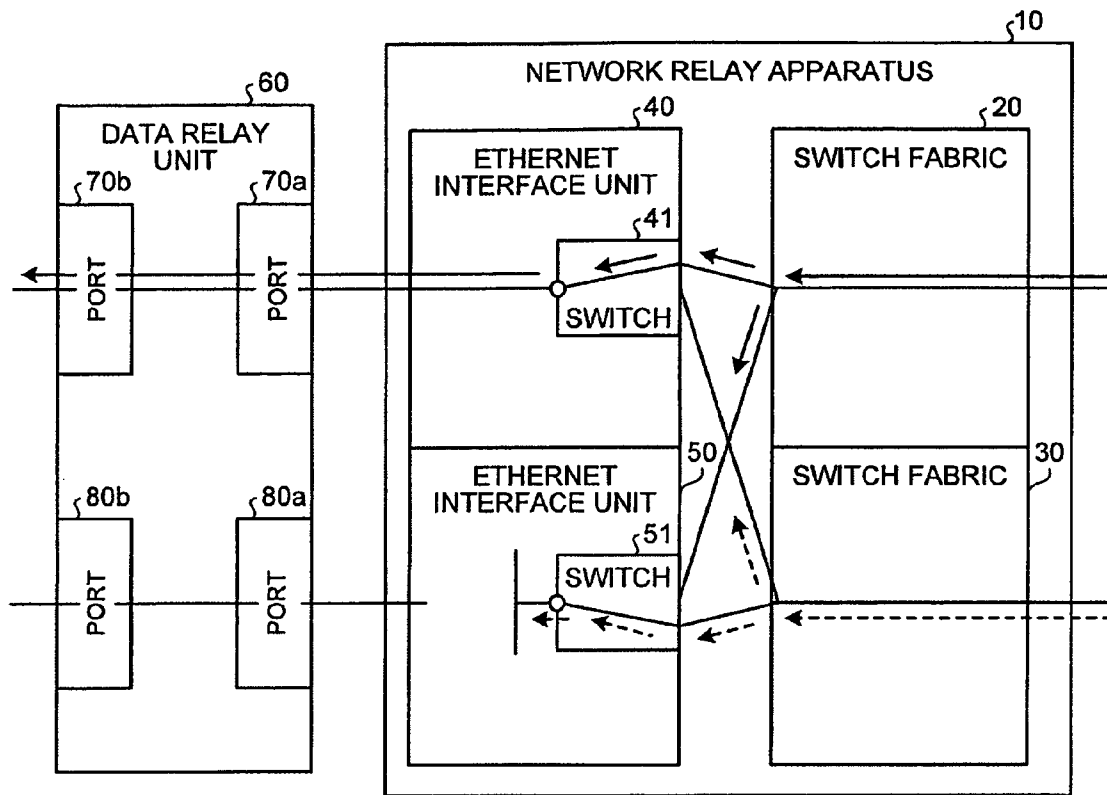 10
NETWORK RELAY APPARATUS
60
DATA RELAY
UNIT
40
ETHERNET
INTERFACE UNIT
20
SWITCH FABRIC
70b
PORT
70a
PORT
41
SWITCH
50
ETHERNET
INTERFACE UNIT
30
SWITCH FABRIC
80b
PORT
80a
PORT
51
SWITCH